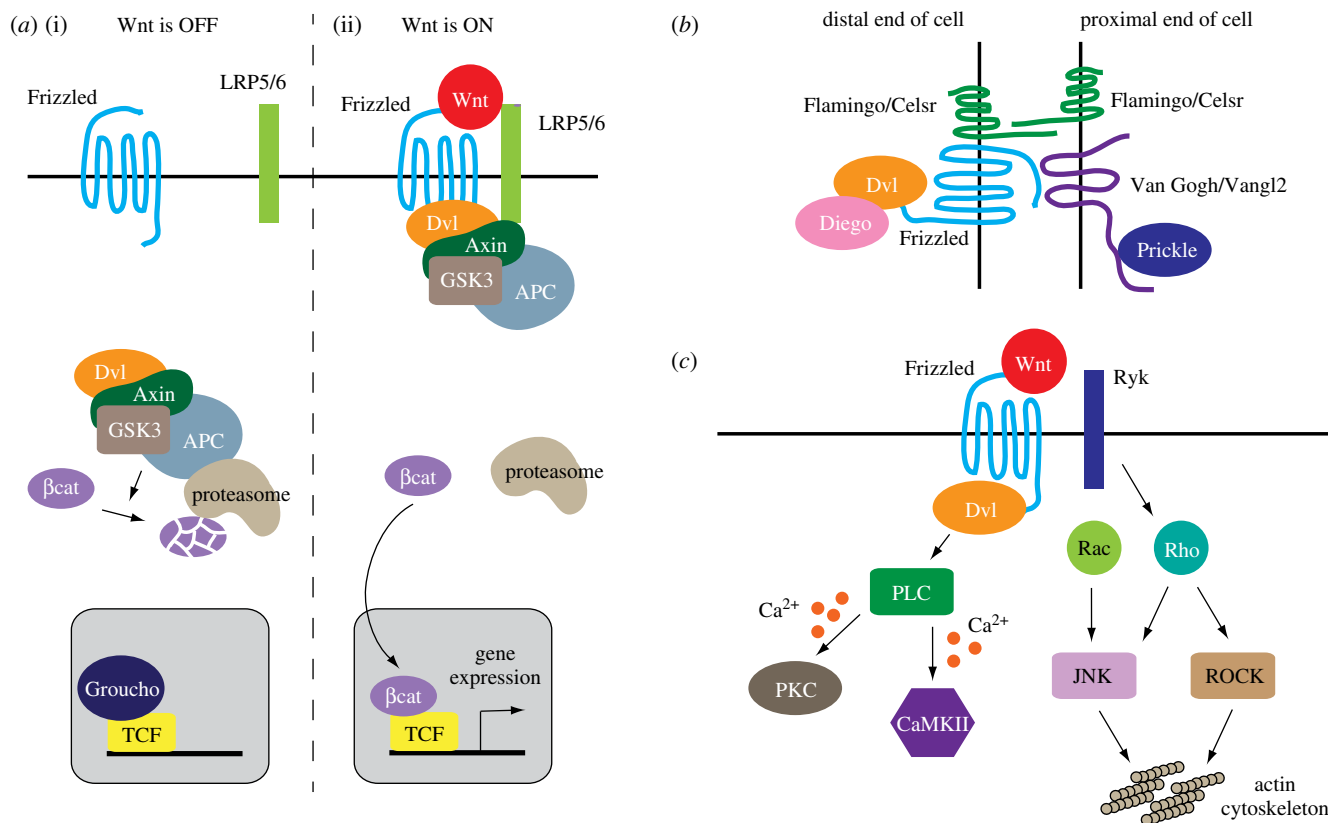 (a) (i) Wnt is OFF
Frizzled
LRP5/6
Dvl
Axin
GSK3
APC
βcat
proteasome
Groucho
TCF
(ii) Wnt is ON
Frizzled
Wnt
LRP5/6
Dvl
Axin
GSK3
APC
βcat
proteasome
gene
expression
βcat
TCF
(b)
distal end of cell
proximal end of cell
Flamingo/Celsr
Flamingo/Celsr
Dvl
Diego
Frizzled
Van Gogh/Vangl2
Prickle
(c)
Frizzled
Wnt
Ryk
Dvl
Rac
Rho
PLC
Ca2+
Ca2+
PKC
CaMKII
JNK
ROCK
actin
cytoskeleton